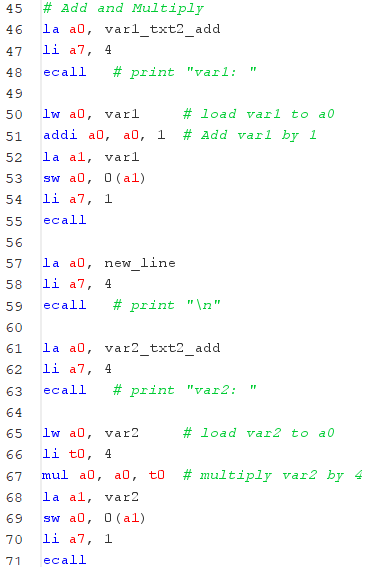 45 # Add and Multiply
46 la a0, var1_txt2_add
47 li a7, 4
48 ecall   # print "var1: "
49
50 lw a0, var1     # load var1 to a0
51 addi a0, a0, 1  # Add var1 by 1
52 la a1, var1
53 sw a0, 0(a1)
54 li a7, 1
55 ecall
56
57 la a0, new_line
58 li a7, 4
59 ecall   # print "\n"
60
61 la a0, var2_txt2_add
62 li a7, 4
63 ecall   # print "var2: "
64
65 lw a0, var2     # load var2 to a0
66 li t0, 4
67 mul a0, a0, t0  # multiply var2 by 4
68 la a1, var2
69 sw a0, 0(a1)
70 li a7, 1
71 ecall